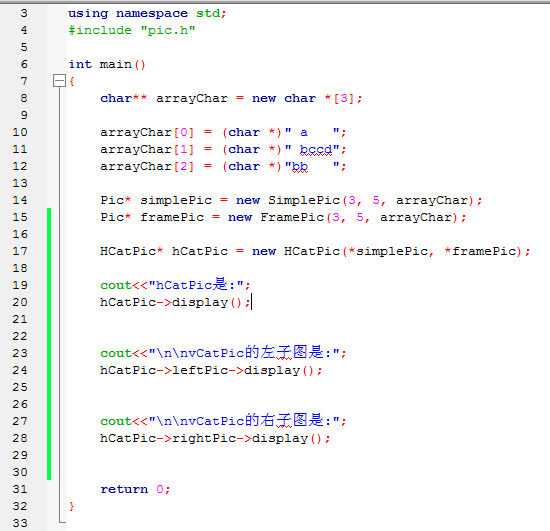 3 using namespace std;
4 #include "pic.h"
5
6 int main()
7 {
8 char** arrayChar = new char *[3];
9
10 arrayChar[0] = (char *)" a   ";
11 arrayChar[1] = (char *)" bccd";
12 arrayChar[2] = (char *)"bb   ";
13
14 Pic* simplePic = new SimplePic(3, 5, arrayChar);
15 Pic* framePic = new FramePic(3, 5, arrayChar);
16
17 HCatPic* hCatPic = new HCatPic(*simplePic, *framePic);
18
19 cout<<"hCatPic是:";
20 hCatPic->display();
21
22
23 cout<<"\n\nvCatPic的左子图是:";
24 hCatPic->leftPic->display();
25
26
27 cout<<"\n\nvCatPic的右子图是:";
28 hCatPic->rightPic->display();
29
30
31 return 0;
32 }
33